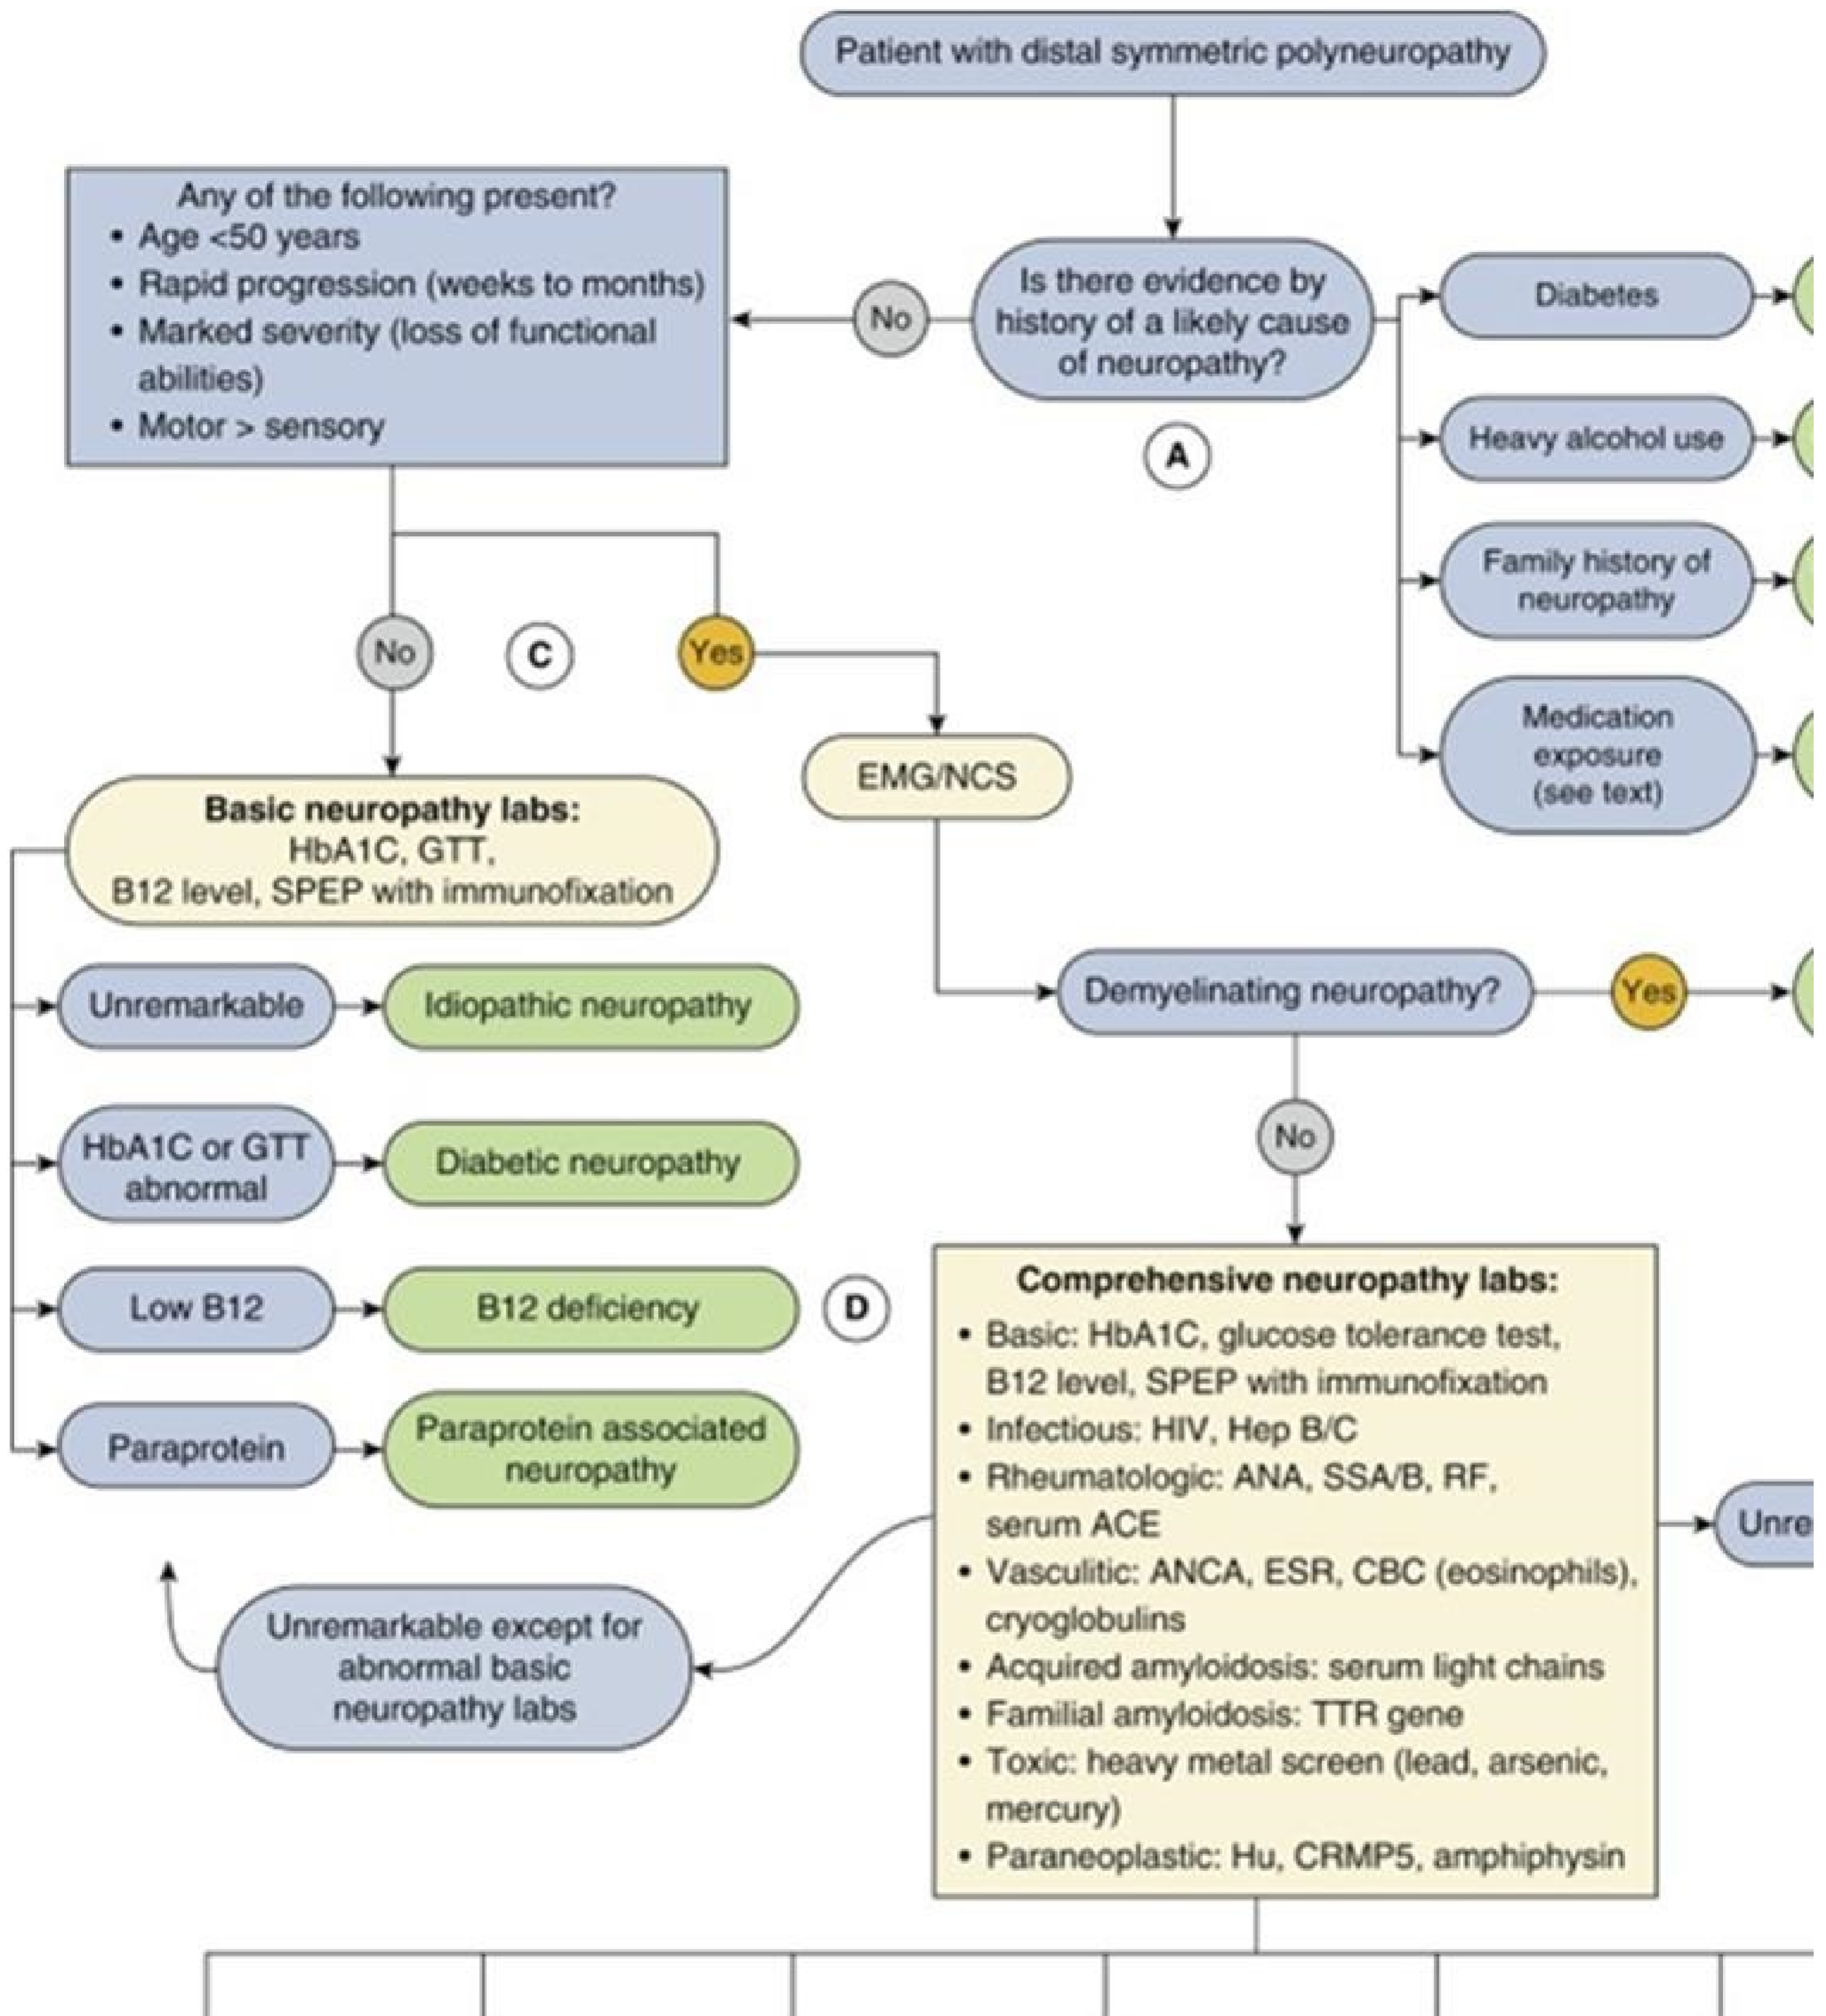 Patient with distal symmetric polyneuropathy
Any of the following present?
• Age <50 years
• Rapid progression (weeks to months)
• Marked severity (loss of functional
abilities)
• Motor > sensory
No
Is there evidence by
history of a likely cause
of neuropathy?
A
Diabetes
Heavy alcohol use
Family history of
neuropathy
Medication
exposure
(see text)
No
C
Yes
EMG/NCS
Basic neuropathy labs:
HbA1C, GTT,
B12 level, SPEP with immunofixation
Demyelinating neuropathy?
Yes
No
Unremarkable
Idiopathic neuropathy
HbA1C or GTT
abnormal
Diabetic neuropathy
Low B12
B12 deficiency
D
Paraprotein
Paraprotein associated
neuropathy
Comprehensive neuropathy labs:
• Basic: HbA1C, glucose tolerance test,
B12 level, SPEP with immunofixation
• Infectious: HIV, Hep B/C
• Rheumatologic: ANA, SSA/B, RF,
serum ACE
• Vasculitic: ANCA, ESR, CBC (eosinophils),
cryoglobulins
• Acquired amyloidosis: serum light chains
• Familial amyloidosis: TTR gene
• Toxic: heavy metal screen (lead, arsenic,
mercury)
• Paraneoplastic: Hu, CRMP5, amphiphysin
Unre
Unremarkable except for
abnormal basic
neuropathy labs